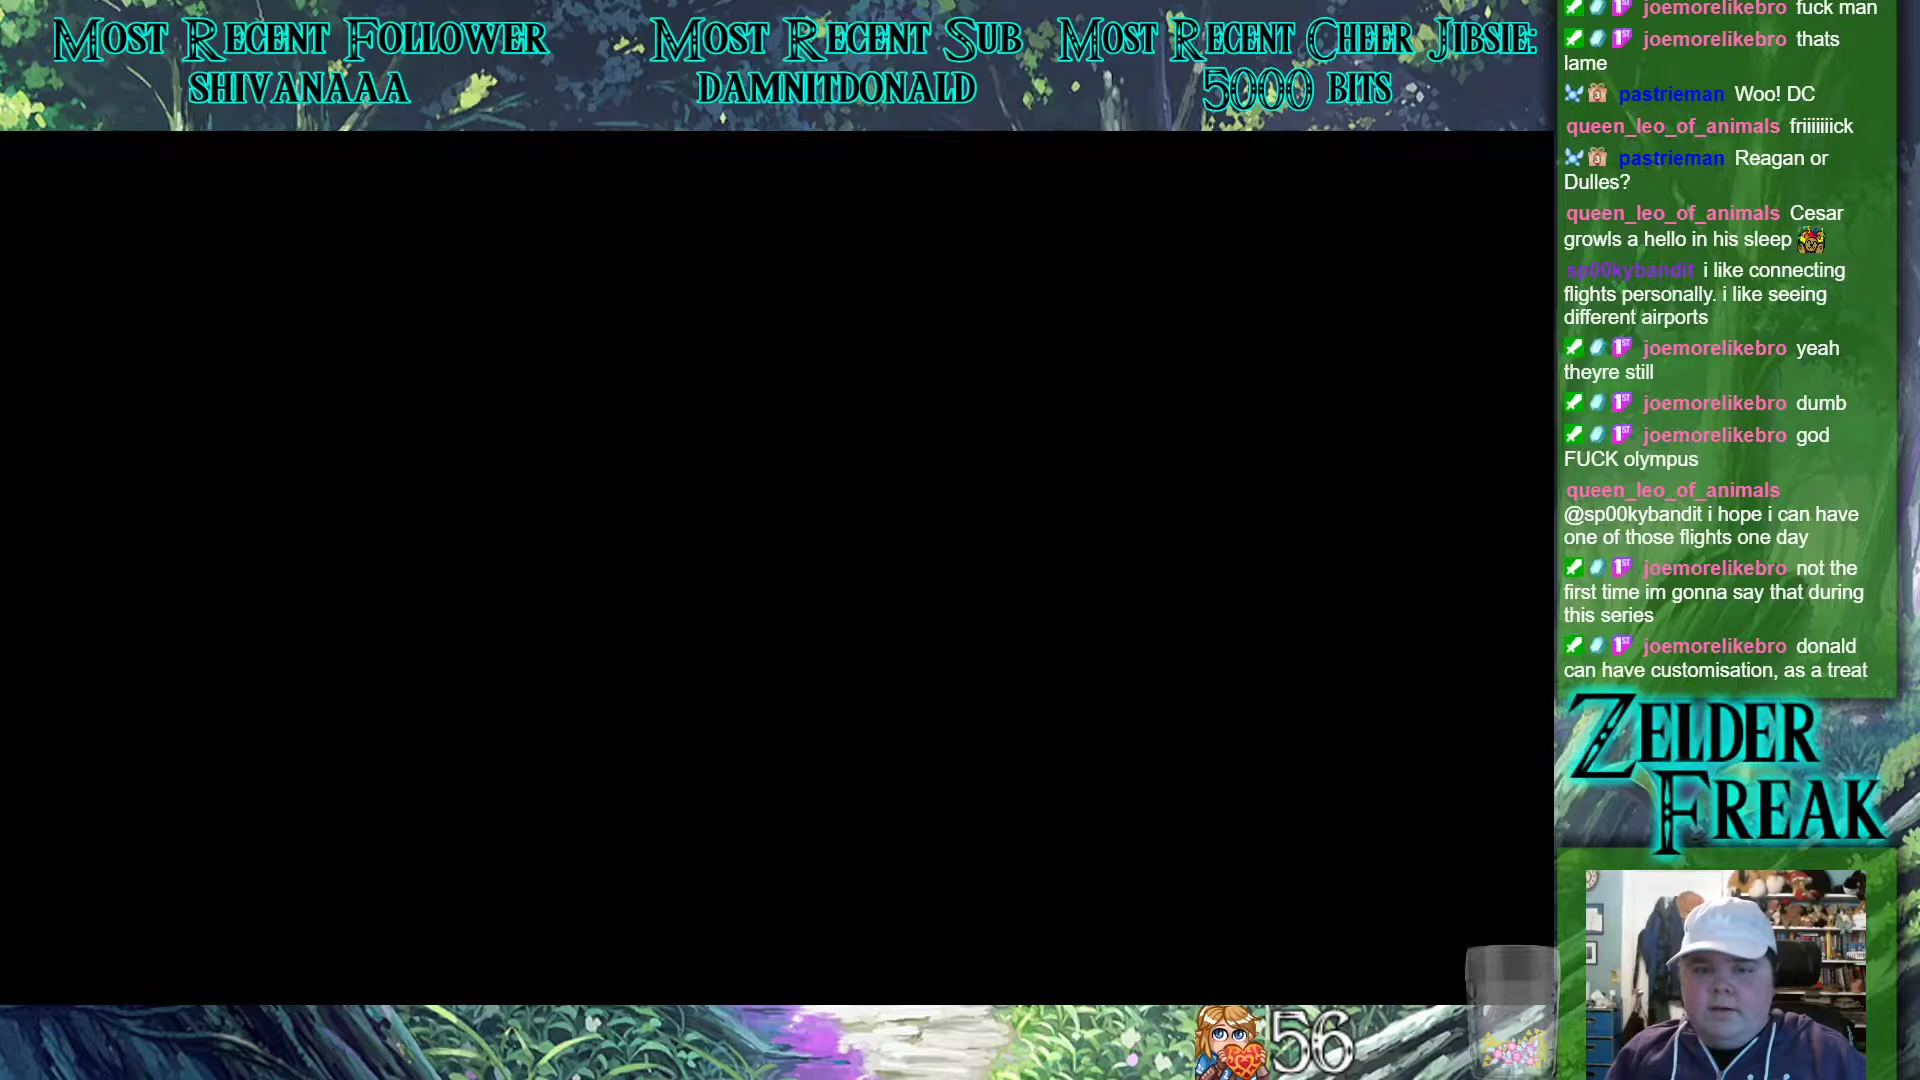 Most Recent Follower
shivanaaa
Most Recent Sub
damnitdonald
Most Recent Cheer Jibsie:
5000 bits
joemorelikebro fuck man
joemorelikebro thats
lame
pastrieman Woo! DC
queen_leo_of_animals friiiiiiick
pastrieman Reagan or
Dulles?
queen_leo_of_animals Cesar
growls a hello in his sleep
sp00kybandit i like connecting
flights personally. i like seeing
different airports
joemorelikebro yeah
theyre still
joemorelikebro dumb
joemorelikebro god
FUCK olympus
queen_leo_of_animals
@sp00kybandit i hope i can have
one of those flights one day
joemorelikebro not the
first time im gonna say that during
this series
joemorelikebro donald
can have customisation, as a treat
Zelder
Freak
56